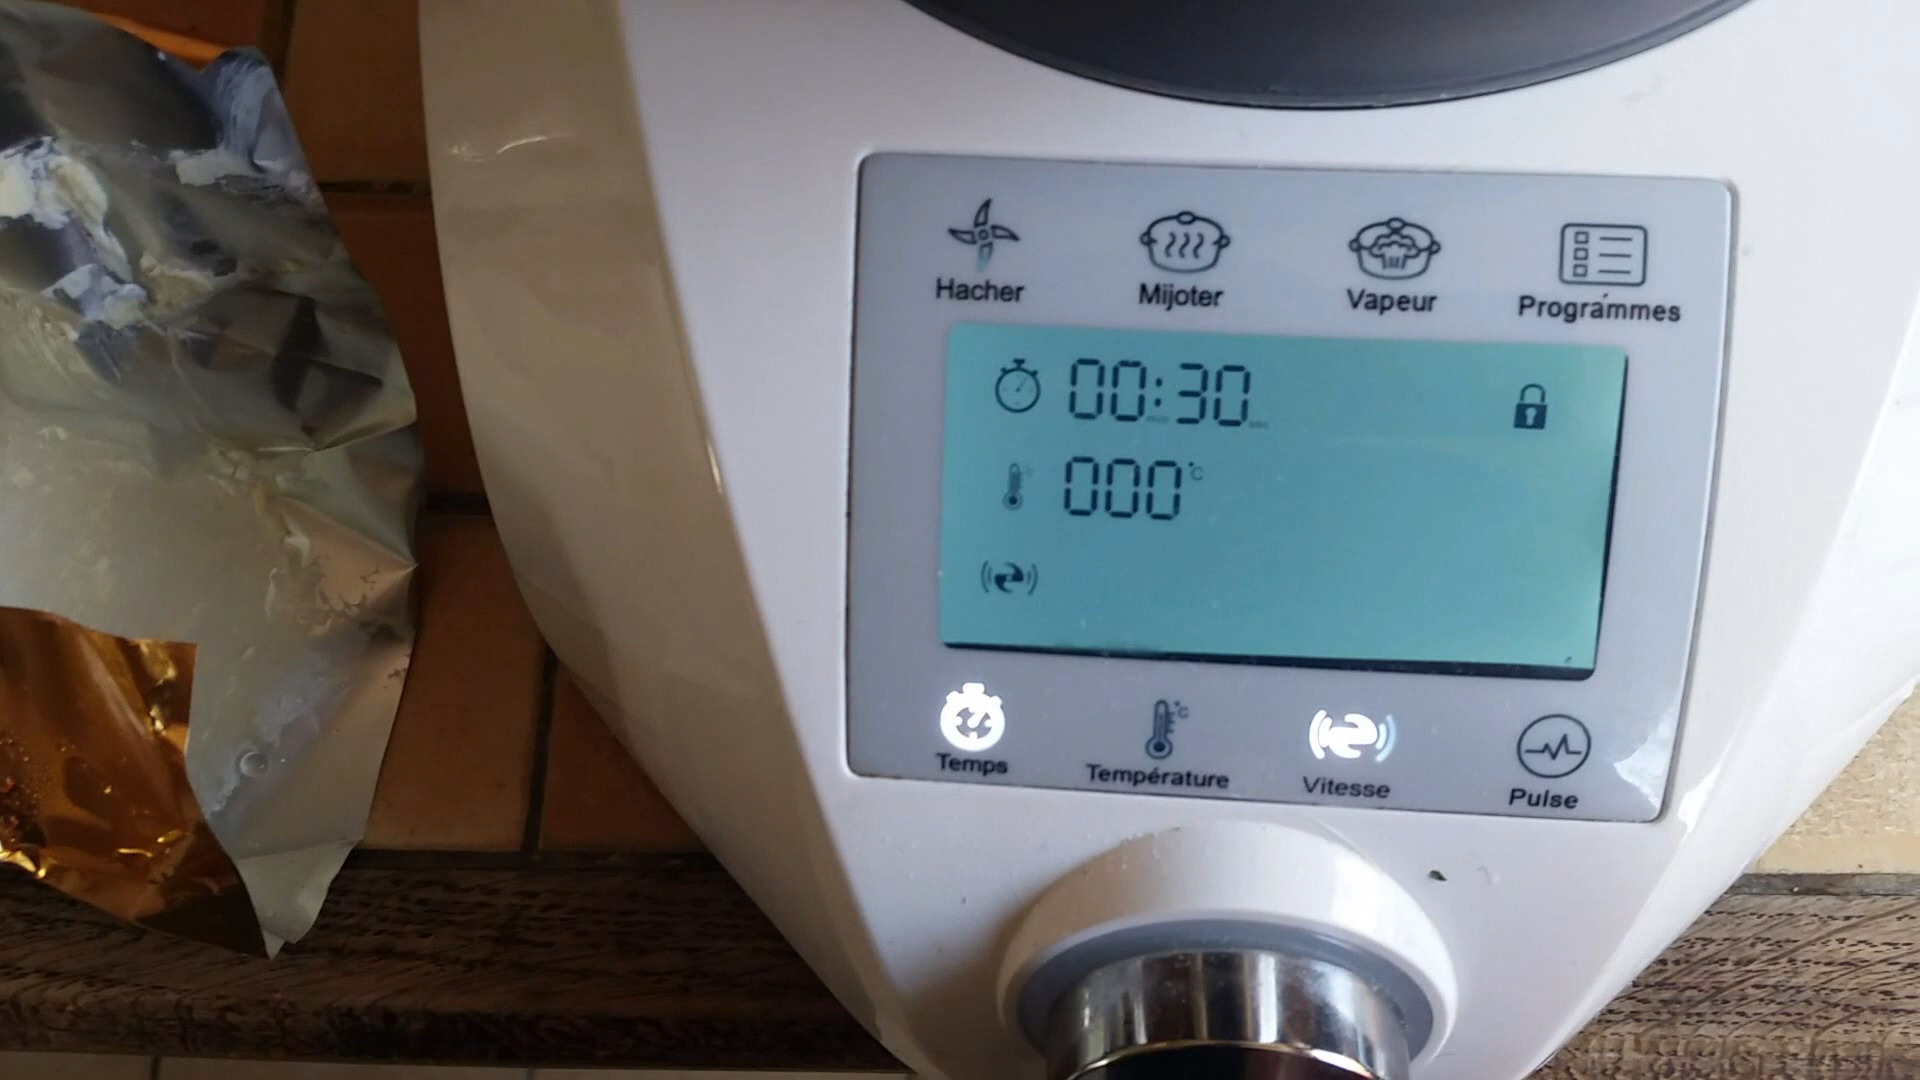 Hacher Mijoter Vapeur Programmes
00:30
000°C
Temps Température Vitesse Pulse